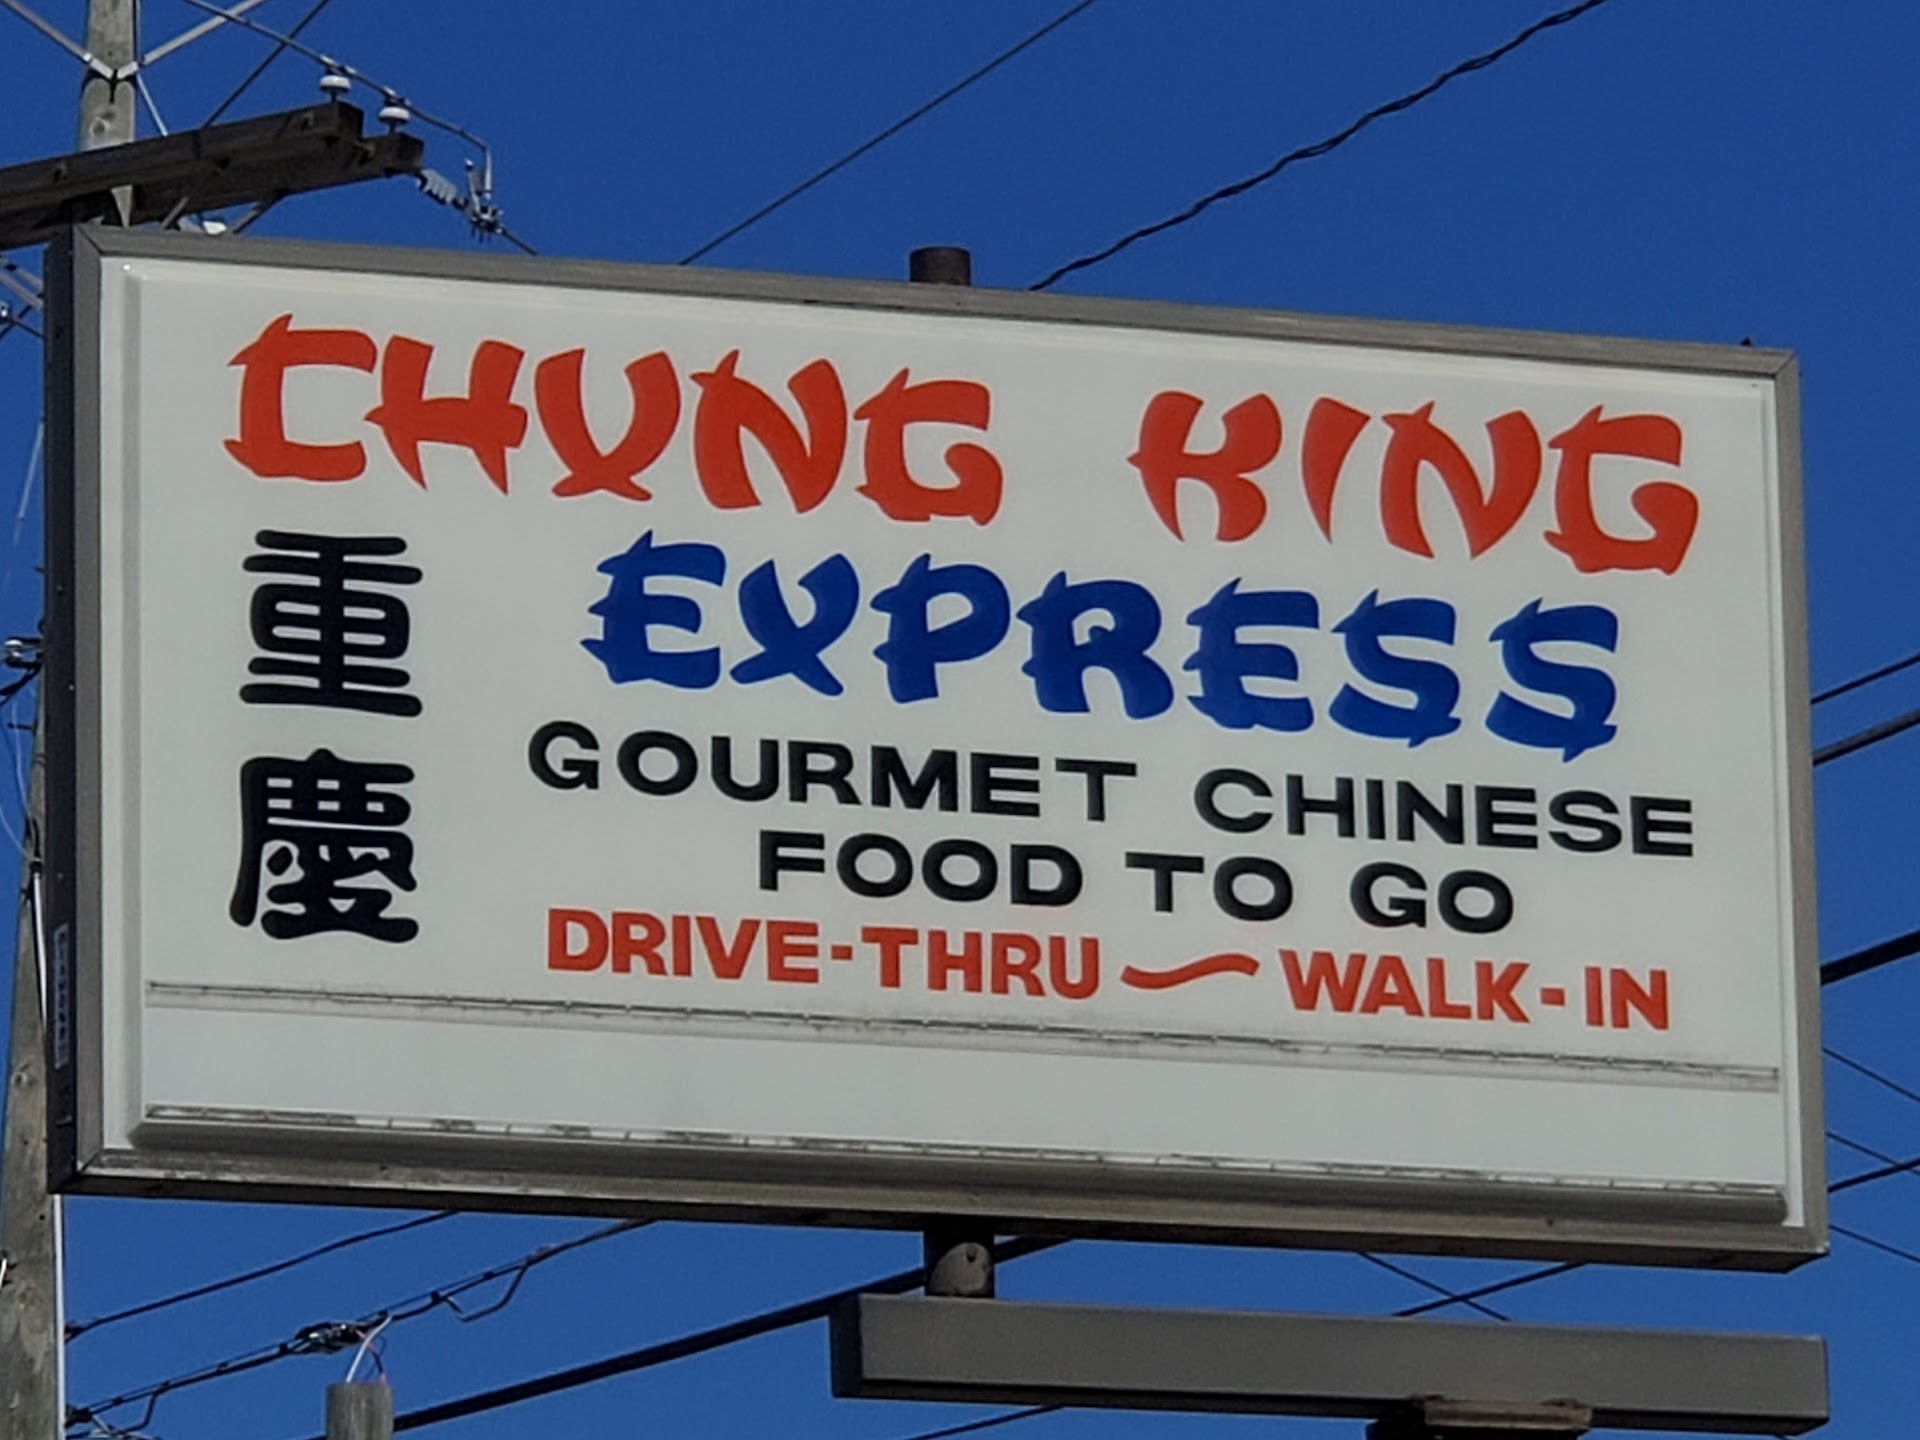 CHUNG KING
重慶
EXPRESS
GOURMET CHINESE
FOOD TO GO
DRIVE-THRU ~ WALK-IN